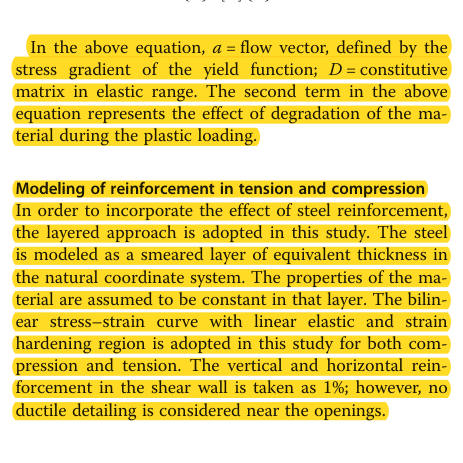 In the above equation, a = flow vector, defined by the
stress gradient of the yield function; D = constitutive
matrix in elastic range. The second term in the above
equation represents the effect of degradation of the ma-
terial during the plastic loading.
Modeling of reinforcement in tension and compression
In order to incorporate the effect of steel reinforcement,
the layered approach is adopted in this study. The steel
is modeled as a smeared layer of equivalent thickness in
the natural coordinate system. The properties of the ma-
terial are assumed to be constant in that layer. The bilin-
ear stress–strain curve with linear elastic and strain
hardening region is adopted in this study for both com-
pression and tension. The vertical and horizontal rein-
forcement in the shear wall is taken as 1%; however, no
ductile detailing is considered near the openings.